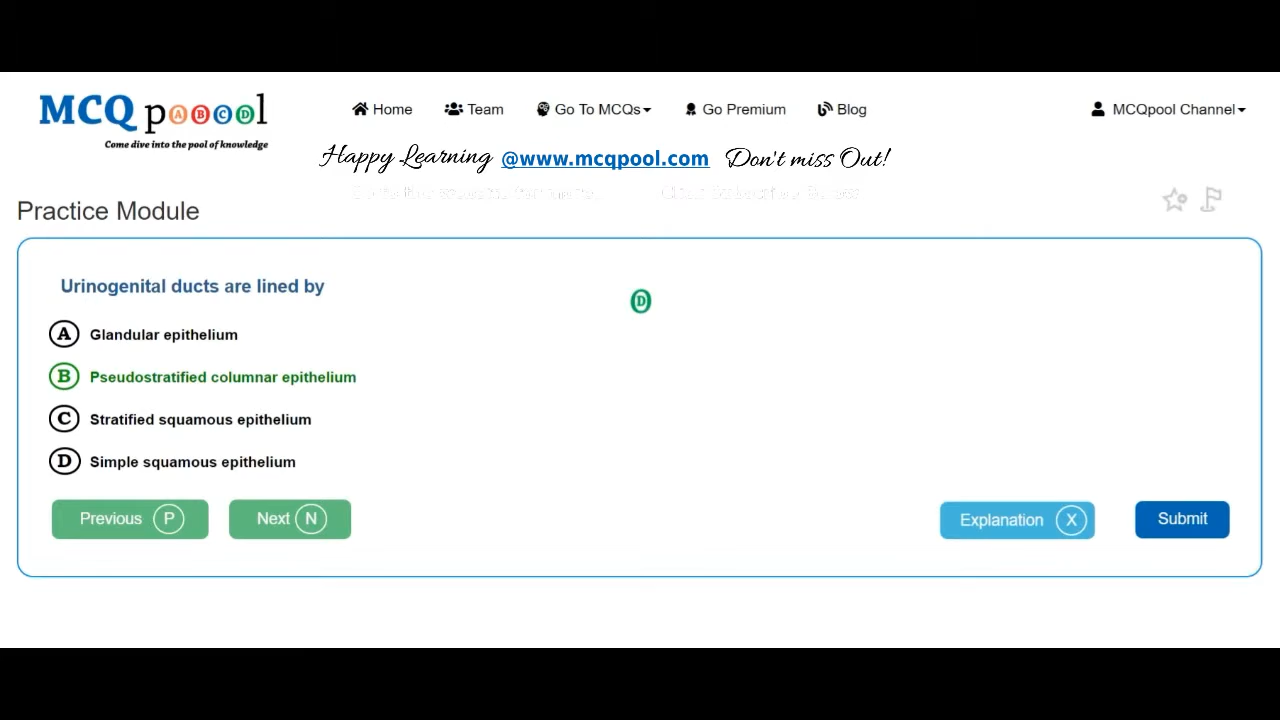 MCQ pABCDl
Come dive into the pool of knowledge
Home Team Go To MCQs Go Premium Blog MCQpool Channel
Happy Learning @www.mcqpool.com Don't miss Out!
Practice Module
Urinogenital ducts are lined by
D
A Glandular epithelium
B Pseudostratified columnar epithelium
C Stratified squamous epithelium
D Simple squamous epithelium
Previous P Next N Explanation X Submit